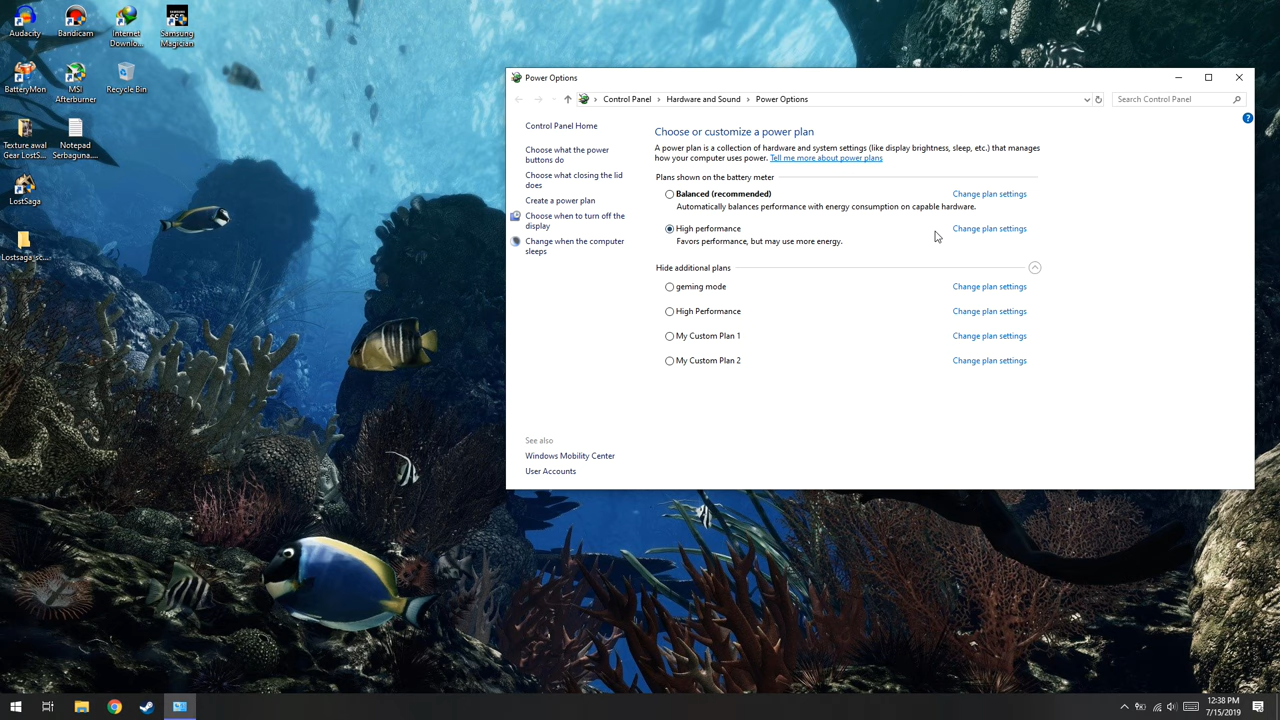 Audacity
Bandicam
Internet
Downlo...
Samsung
Magician
BatteryMon
MSI
Afterburner
Recycle Bin
Texture awal
Gear LostS...
Notepad
Serbaguna....
LostSaga
Lostsaga_sc...
Power Options
Control Panel
Hardware and Sound
Power Options
Search Control Panel
Control Panel Home
Choose what the power
buttons do
Choose what closing the lid
does
Create a power plan
Choose when to turn off the
display
Change when the computer
sleeps
See also
Windows Mobility Center
User Accounts
Choose or customize a power plan
A power plan is a collection of hardware and system settings (like display brightness, sleep, etc.) that manages
how your computer uses power. Tell me more about power plans
Plans shown on the battery meter
Balanced (recommended) Change plan settings
Automatically balances performance with energy consumption on capable hardware.
High performance Change plan settings
Favors performance, but may use more energy.
Hide additional plans
geming mode Change plan settings
High Performance Change plan settings
My Custom Plan 1 Change plan settings
My Custom Plan 2 Change plan settings
12:38 PM
7/15/2019